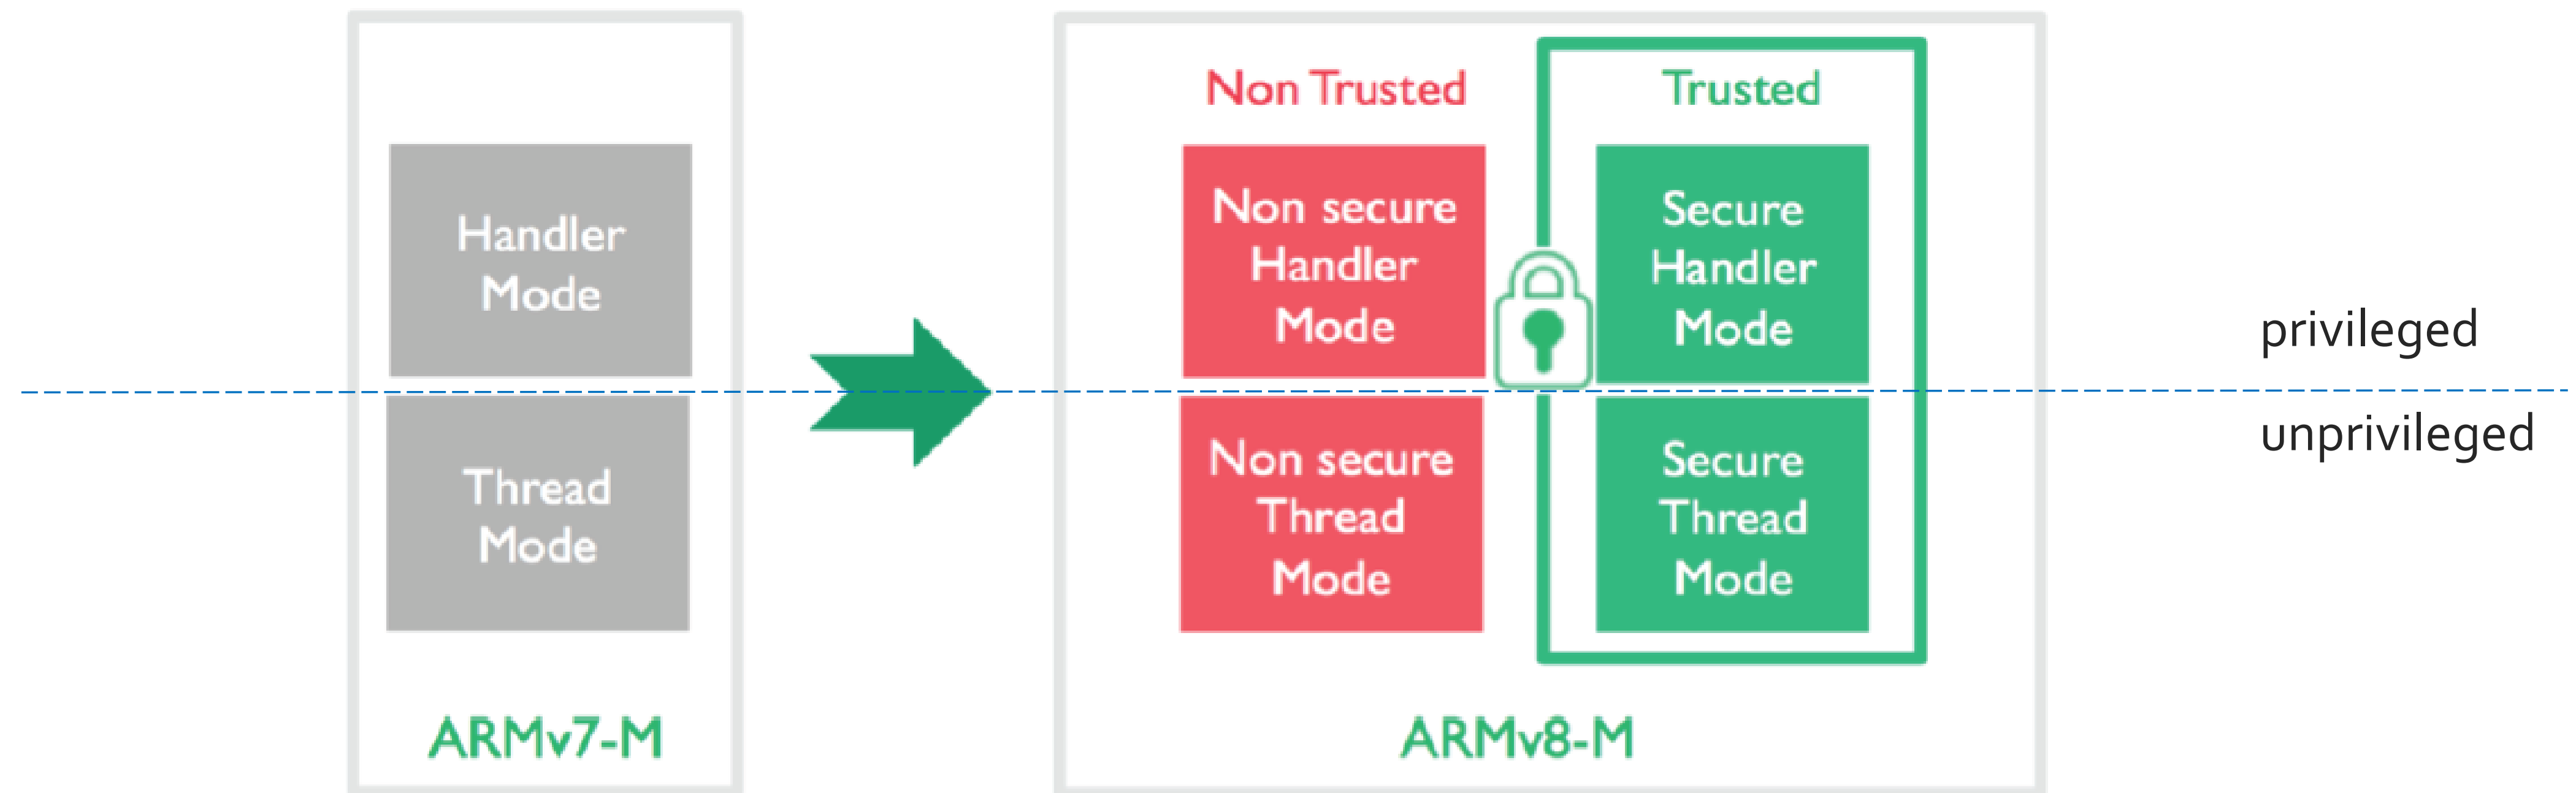 Handler
Mode
Thread
Mode
ARMv7-M
Non Trusted
Non secure
Handler
Mode
Non secure
Thread
Mode
Trusted
Secure
Handler
Mode
Secure
Thread
Mode
ARMv8-M
privileged
unprivileged